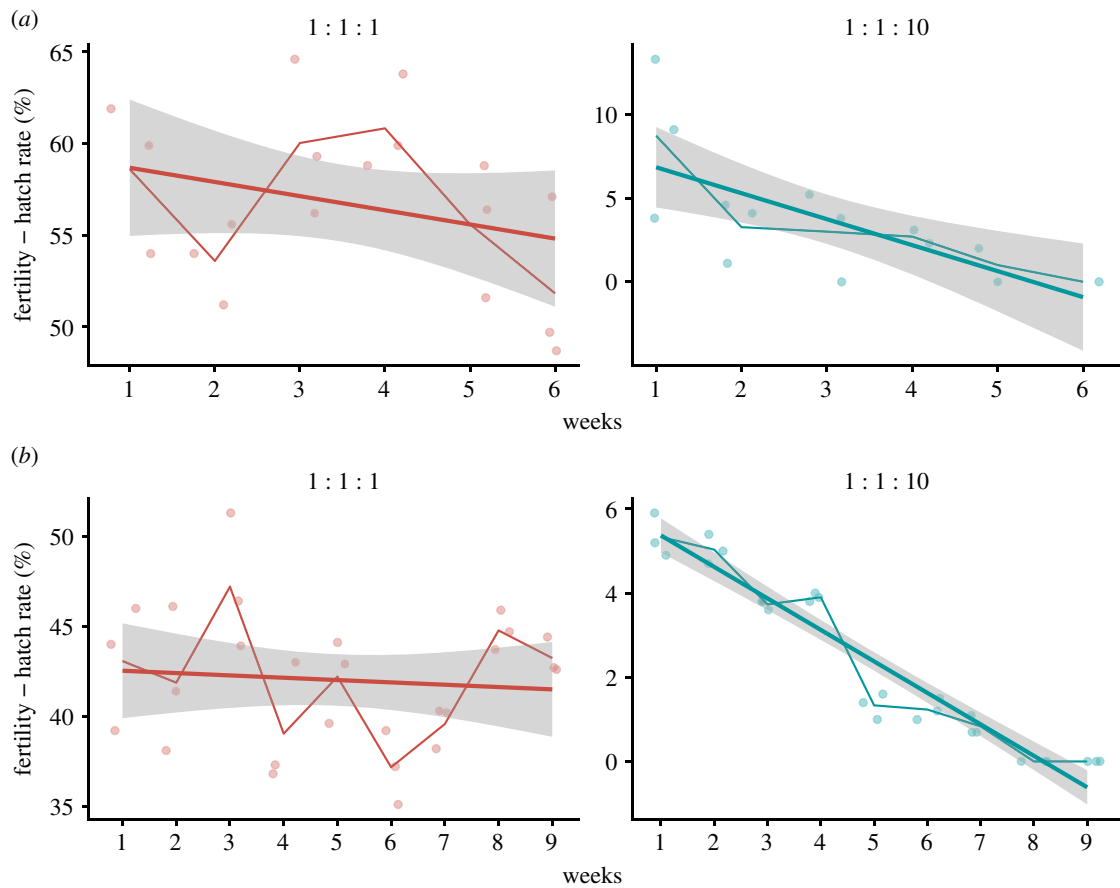 (a)
1 : 1 : 1
1 : 1 : 10
fertility – hatch rate (%)
65
60
55
50
10
5
0
1 2 3 4 5 6
1 2 3 4 5 6
weeks
(b)
1 : 1 : 1
1 : 1 : 10
fertility – hatch rate (%)
50
45
40
35
6
4
2
0
1 2 3 4 5 6 7 8 9
1 2 3 4 5 6 7 8 9
weeks